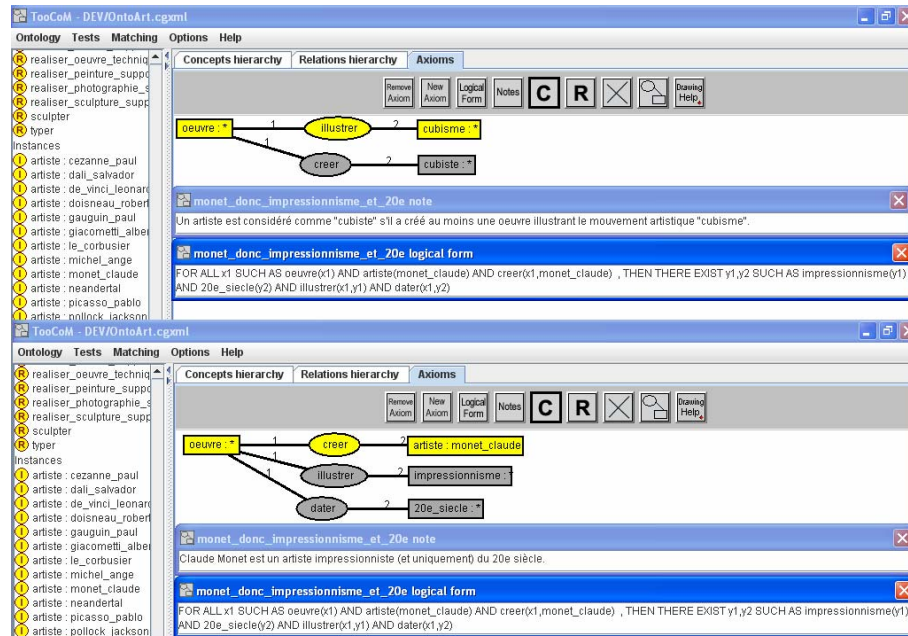 TooCoM - DEV/OntoArt.cgxml
Ontology Tests Matching Options Help
R realiser_oeuvre_techniq
R realiser_peinture_suppo
R realiser_photographie_s
R realiser_sculpture_supp
R sculpter
R typer
Instances
I artiste : cezanne_paul
I artiste : dali_salvador
I artiste : de_vinci_leonard
I artiste : doisneau_robert
I artiste : gauguin_paul
I artiste : giacometti_alber
I artiste : le_corbusier
I artiste : michel_ange
I artiste : monet_claude
I artiste : neandertal
I artiste : picasso_pablo
I artiste : pollock_jackson
Concepts hierarchy Relations hierarchy Axioms
Remove Axiom New Axiom Logical Form Notes C R Drawing Help
oeuvre : * 1 illustrer 2 cubisme : *
1 creer 2 cubiste : *
monet_donc_impressionnisme_et_20e note
Un artiste est considéré comme "cubiste" s'il a créé au moins une oeuvre illustrant le mouvement artistique "cubisme".
monet_donc_impressionnisme_et_20e logical form
FOR ALL x1 SUCH AS oeuvre(x1) AND artiste(monet_claude) AND creer(x1,monet_claude) , THEN THERE EXIST y1,y2 SUCH AS impressionnisme(y1)
AND 20e_siecle(y2) AND illustrer(x1,y1) AND dater(x1,y2)
TooCoM - DEV/OntoArt.cgxml
Ontology Tests Matching Options Help
R realiser_oeuvre_techniq
R realiser_peinture_suppo
R realiser_photographie_s
R realiser_sculpture_supp
R sculpter
R typer
Instances
I artiste : cezanne_paul
I artiste : dali_salvador
I artiste : de_vinci_leonard
I artiste : doisneau_robert
I artiste : gauguin_paul
I artiste : giacometti_alber
I artiste : le_corbusier
I artiste : michel_ange
I artiste : monet_claude
I artiste : neandertal
I artiste : picasso_pablo
I artiste : pollock_jackson
Concepts hierarchy Relations hierarchy Axioms
Remove Axiom New Axiom Logical Form Notes C R Drawing Help
oeuvre : * 1 creer 2 artiste : monet_claude
1 illustrer 2 impressionnisme : *
1 dater 2 20e_siecle : *
monet_donc_impressionnisme_et_20e note
Claude Monet est un artiste impressionniste (et uniquement) du 20e siècle.
monet_donc_impressionnisme_et_20e logical form
FOR ALL x1 SUCH AS oeuvre(x1) AND artiste(monet_claude) AND creer(x1,monet_claude) , THEN THERE EXIST y1,y2 SUCH AS impressionnisme(y1)
AND 20e_siecle(y2) AND illustrer(x1,y1) AND dater(x1,y2)